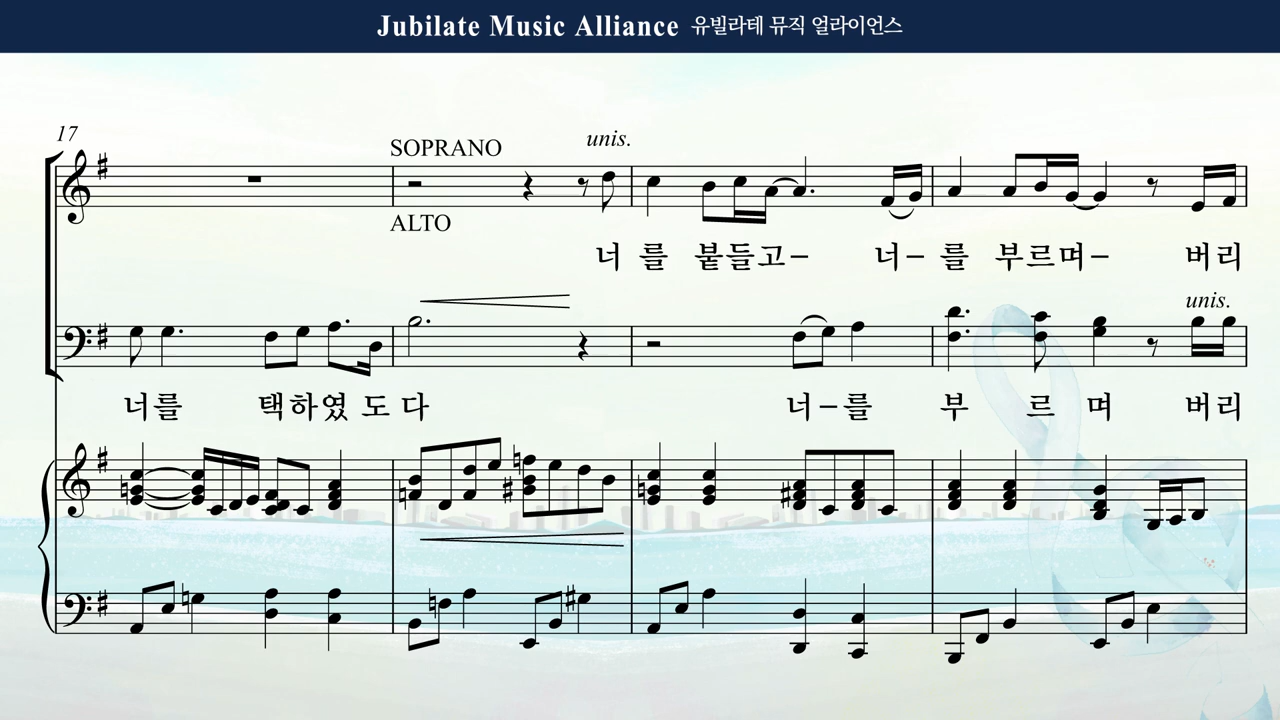 Jubilate Music Alliance 유빌라테 뮤직 얼라이언스
17
SOPRANO
unis.
ALTO
너 를 붙들고– 너– 를 부르며– 버리
unis.
너를 택하였 도 다 너–를 부 르 며 버리